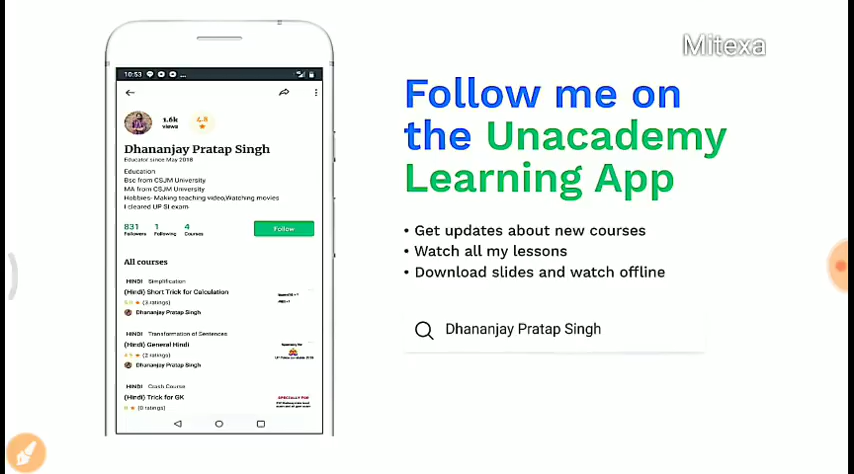 Mitexa
10:53
1.6k
views
4.8
Dhananjay Pratap Singh
Educator since May 2018
Education
Bsc from CSJM University
MA from CSJM University
Hobbies- Making teaching video,Watching movies
I cleared UP SI exam
831
Followers
1
Following
4
Courses
Follow
All courses
HINDI Simplification
(Hindi) Short Trick for Calculation
5.0 ★ (3 ratings)
Dhananjay Pratap Singh
HINDI Transformation of Sentences
(Hindi) General Hindi
(2 ratings)
Dhananjay Pratap Singh
HINDI Crash Course
(Hindi) Trick for GK
0 ★ (0 ratings)
Follow me on
the Unacademy
Learning App
• Get updates about new courses
• Watch all my lessons
• Download slides and watch offline
Dhananjay Pratap Singh